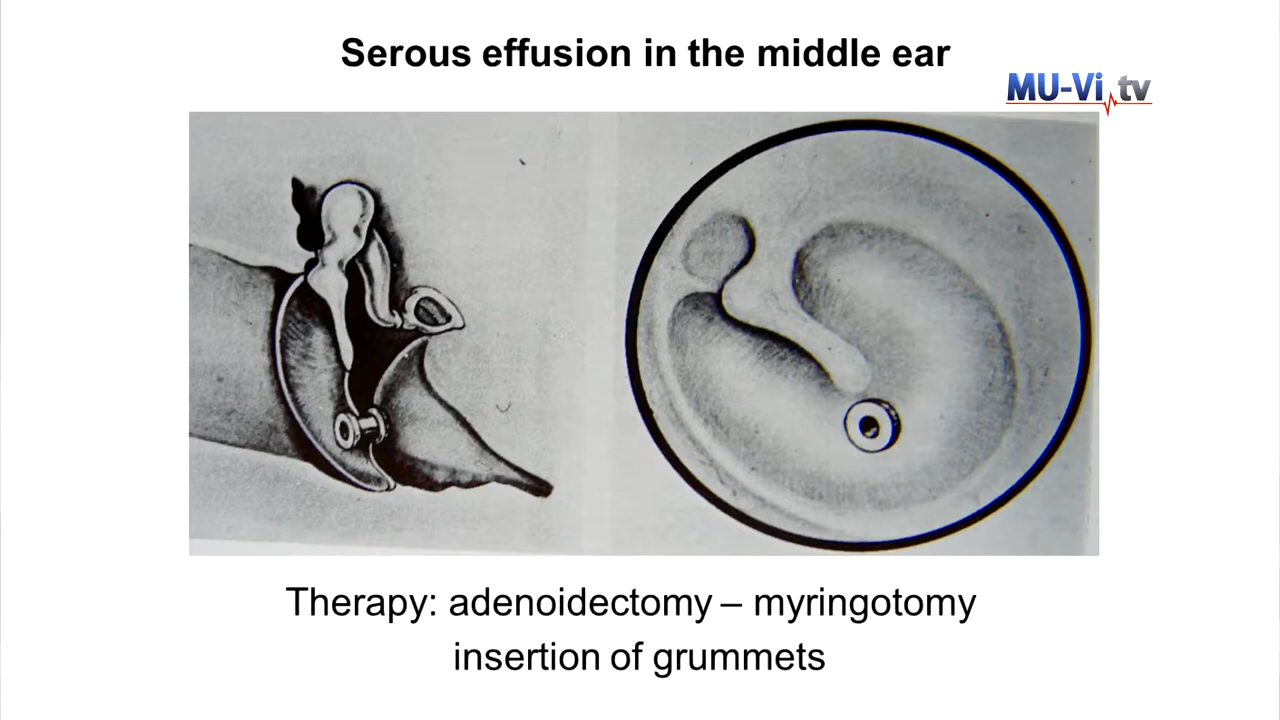 Serous effusion in the middle ear
MU-Vi.tv
Therapy: adenoidectomy – myringotomy
insertion of grummets